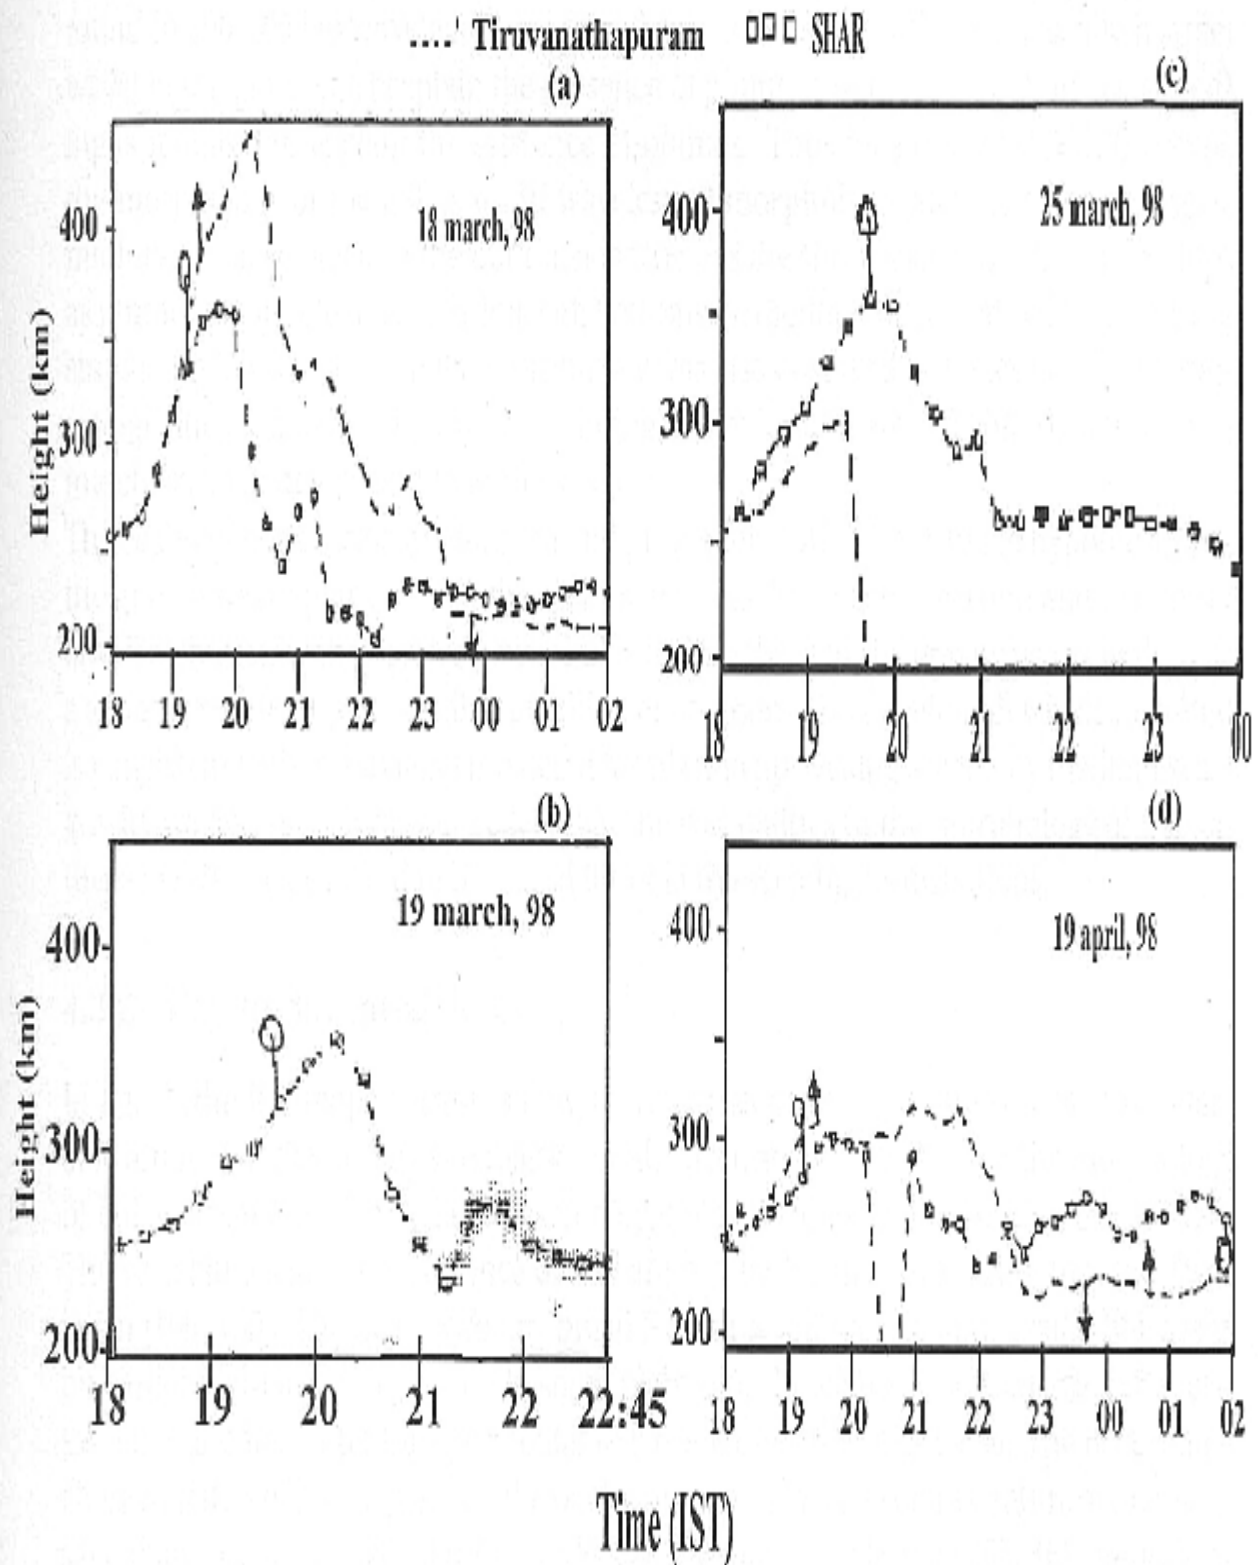 Tiruvanathapuram SHAR
(a)
Height (km)
400
300
200
18 march, 98
18 19 20 21 22 23 00 01 02
(c)
400
300
200
25 march, 98
18 19 20 21 22 23 00
(b)
Height (km)
400
300
200
19 march, 98
18 19 20 21 22 22:45
(d)
400
300
200
19 april, 98
18 19 20 21 22 23 00 01 02
Time (IST)